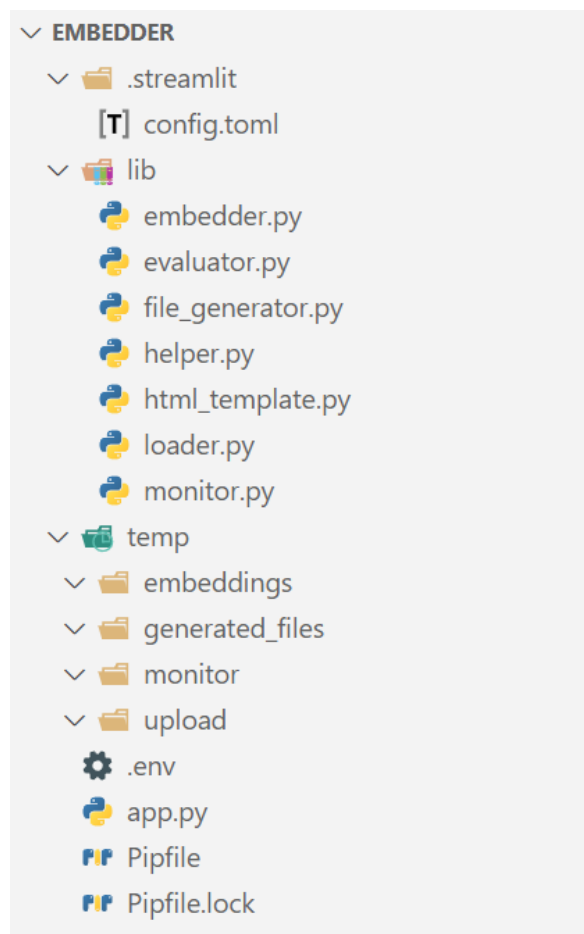 EMBEDDER
.streamlit
[T] config.toml
lib
embedder.py
evaluator.py
file_generator.py
helper.py
html_template.py
loader.py
monitor.py
temp
embeddings
generated_files
monitor
upload
.env
app.py
Pipfile
Pipfile.lock